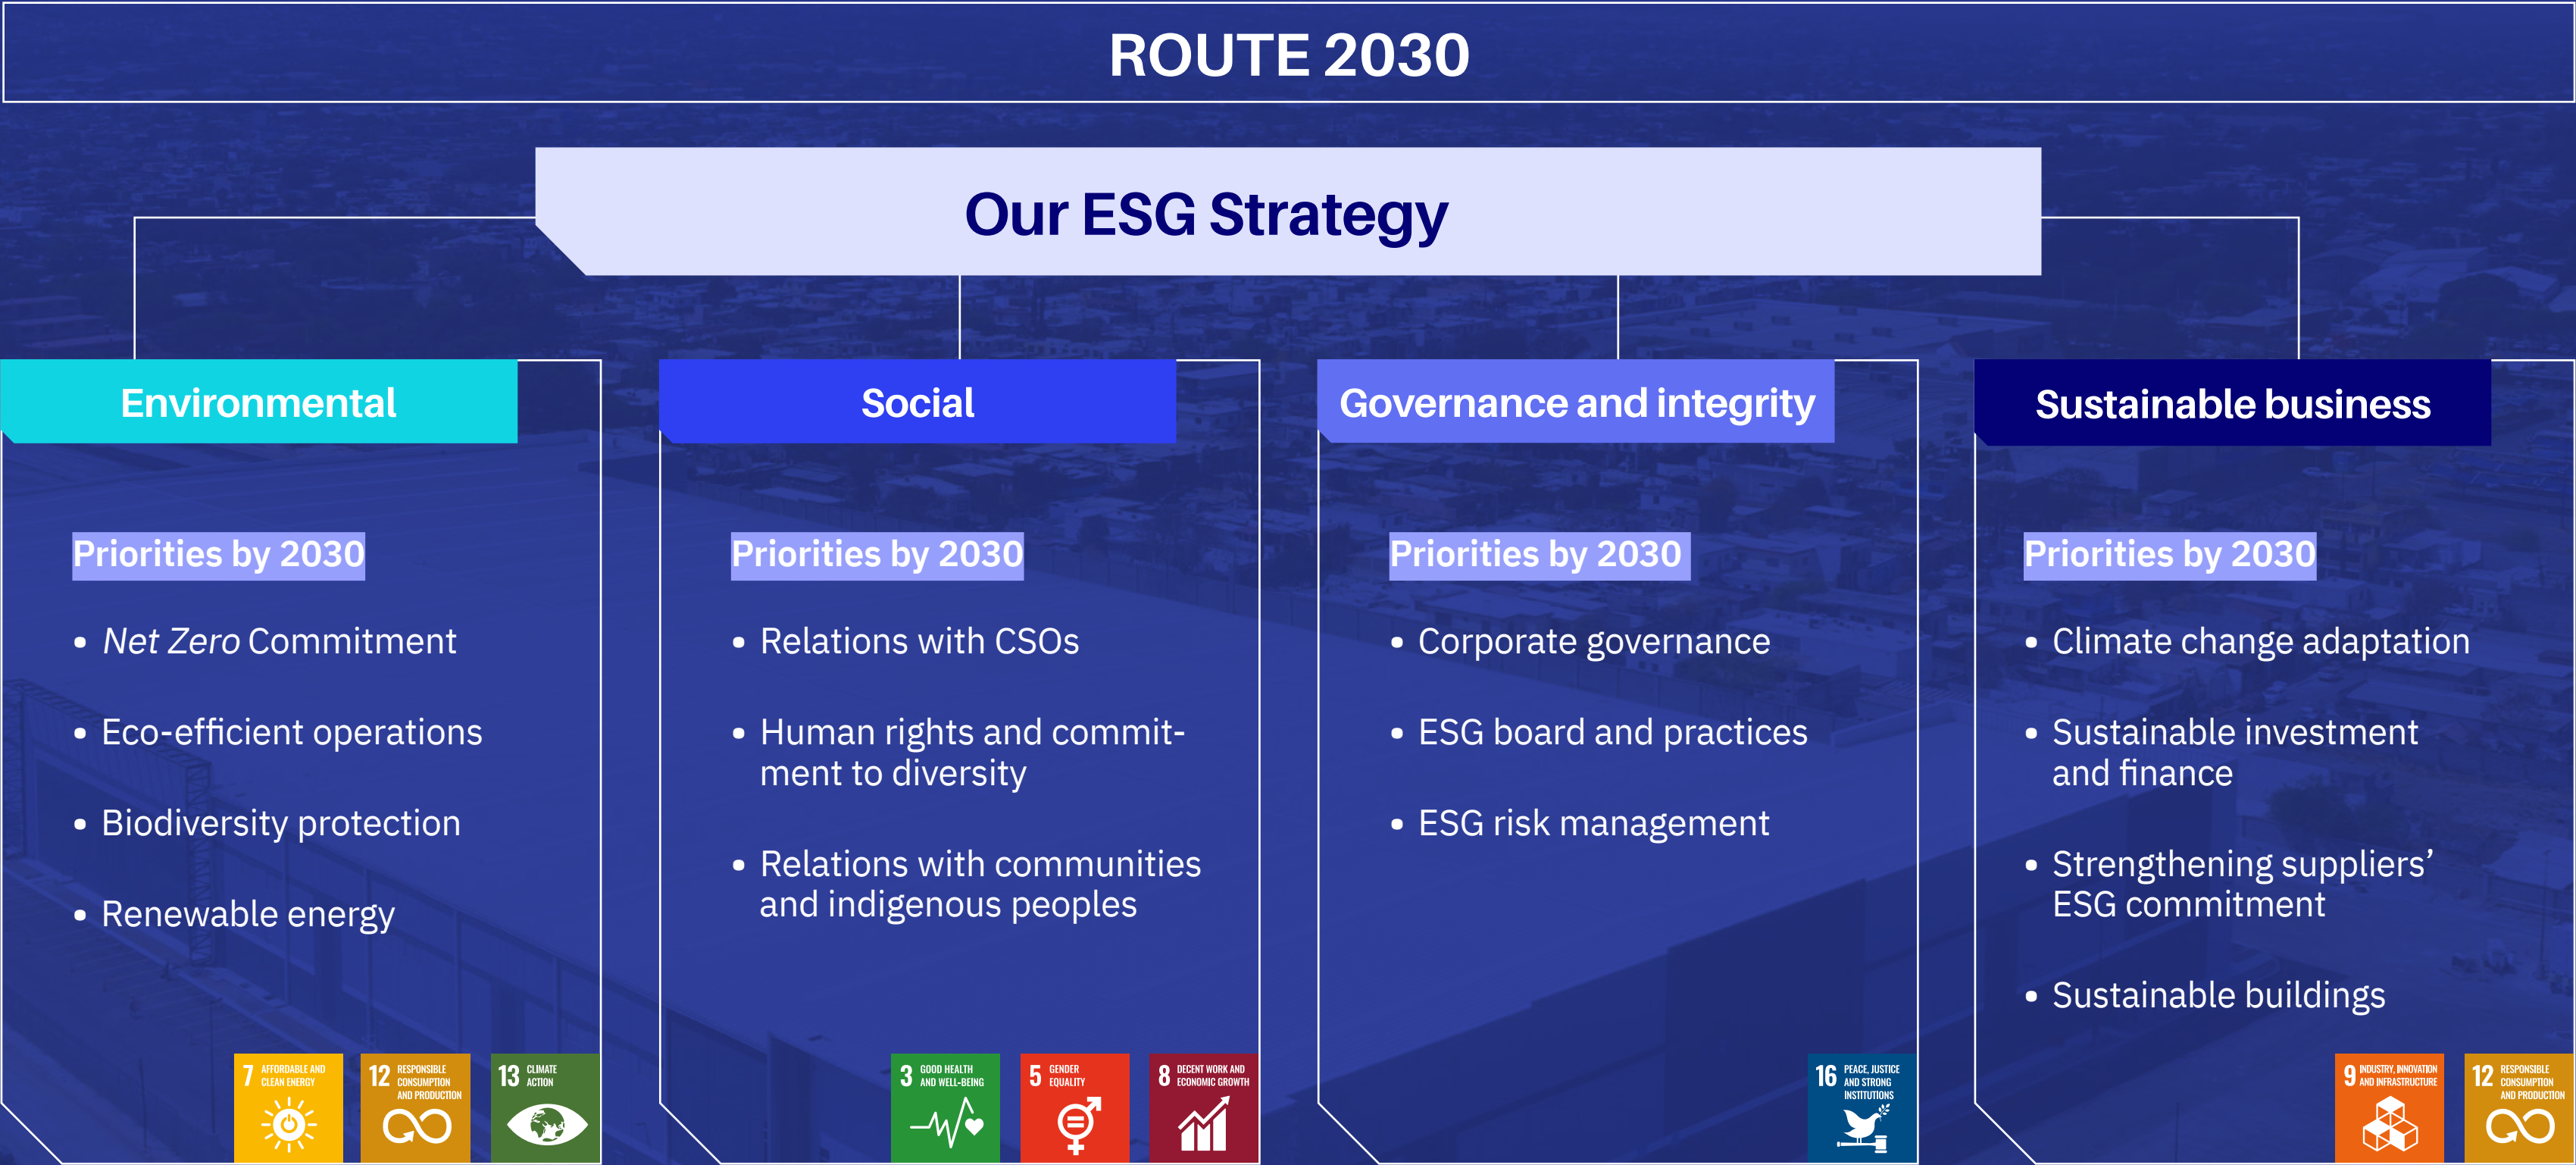 ROUTE 2030
Our ESG Strategy
Environmental
Priorities by 2030
• Net Zero Commitment
• Eco-efficient operations
• Biodiversity protection
• Renewable energy
7 AFFORDABLE AND
CLEAN ENERGY
12 RESPONSIBLE
CONSUMPTION
AND PRODUCTION
13 CLIMATE
ACTION
Social
Priorities by 2030
• Relations with CSOs
• Human rights and commit-
ment to diversity
• Relations with communities
and indigenous peoples
3 GOOD HEALTH
AND WELL-BEING
5 GENDER
EQUALITY
8 DECENT WORK AND
ECONOMIC GROWTH
Governance and integrity
Priorities by 2030
• Corporate governance
• ESG board and practices
• ESG risk management
16 PEACE, JUSTICE
AND STRONG
INSTITUTIONS
Sustainable business
Priorities by 2030
• Climate change adaptation
• Sustainable investment
and finance
• Strengthening suppliers’
ESG commitment
• Sustainable buildings
9 INDUSTRY, INNOVATION
AND INFRASTRUCTURE
12 RESPONSIBLE
CONSUMPTION
AND PRODUCTION